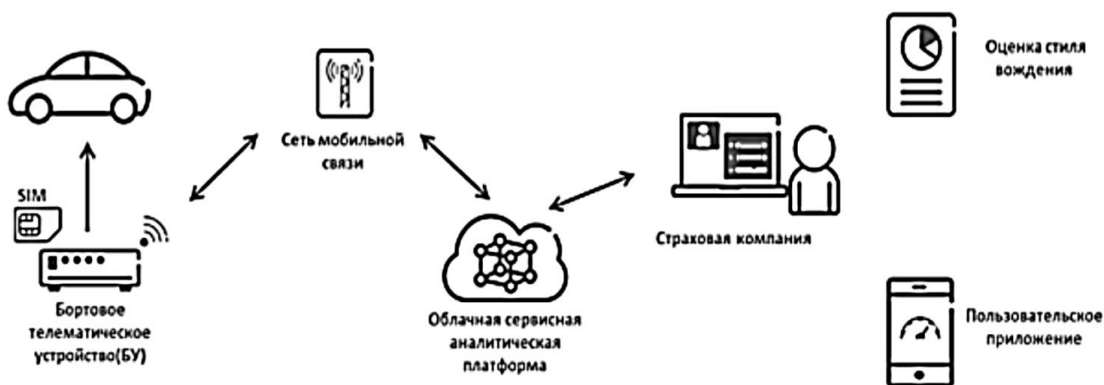 SIM
Бортовое
телематическое
устройство(БУ)
Сеть мобильной
связи
Облачная сервисная
аналитическая
платформа
Страховая компания
Оценка стиля
вождения
Пользовательское
приложение